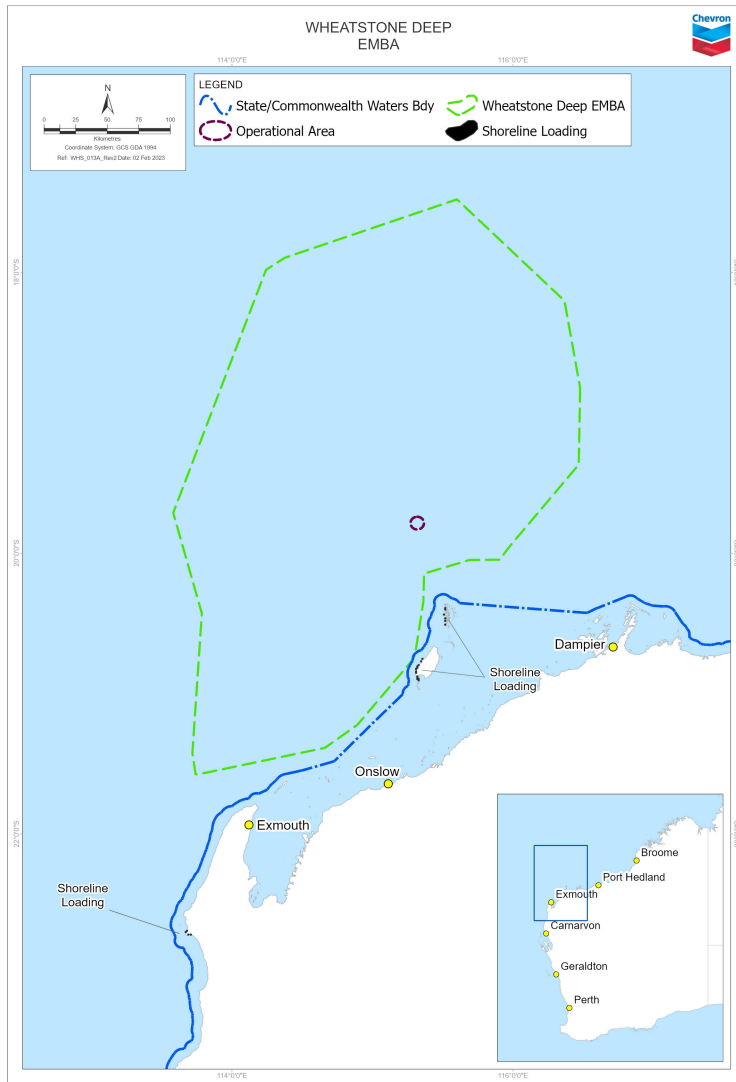 WHEATSTONE DEEP
EMBA
Chevron
114°0'0"E
116°0'0"E
N
0 25 50 75 100
Kilometres
Coordinate System: GCS GDA 1994
Ref: WHS_013A_Rev2 Date: 02 Feb 2023
LEGEND
State/Commonwealth Waters Bdy
Wheatstone Deep EMBA
Operational Area
Shoreline Loading
18°0'0"S
20°0'0"S
Dampier
Shoreline
Loading
Onslow
Exmouth
22°0'0"S
Shoreline
Loading
Broome
Port Hedland
Exmouth
Carnarvon
Geraldton
Perth
114°0'0"E
116°0'0"E